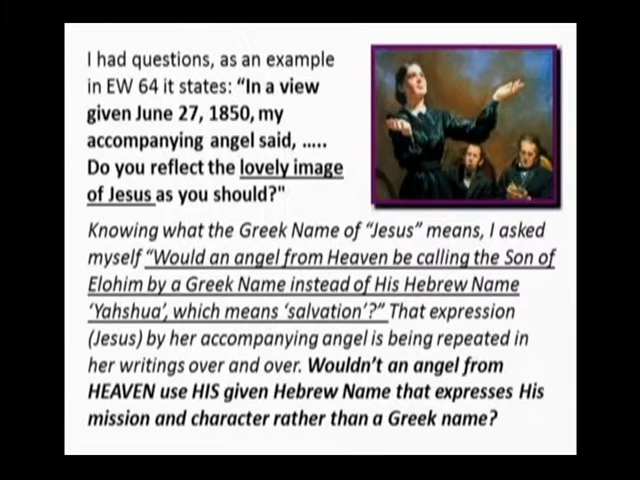 I had questions, as an example
in EW 64 it states: “In a view
given June 27, 1850, my
accompanying angel said, .....
Do you reflect the lovely image
of Jesus as you should?"
Knowing what the Greek Name of “Jesus” means, I asked
myself “Would an angel from Heaven be calling the Son of
Elohim by a Greek Name instead of His Hebrew Name
‘Yahshua’, which means ‘salvation’?” That expression
(Jesus) by her accompanying angel is being repeated in
her writings over and over. Wouldn’t an angel from
HEAVEN use HIS given Hebrew Name that expresses His
mission and character rather than a Greek name?